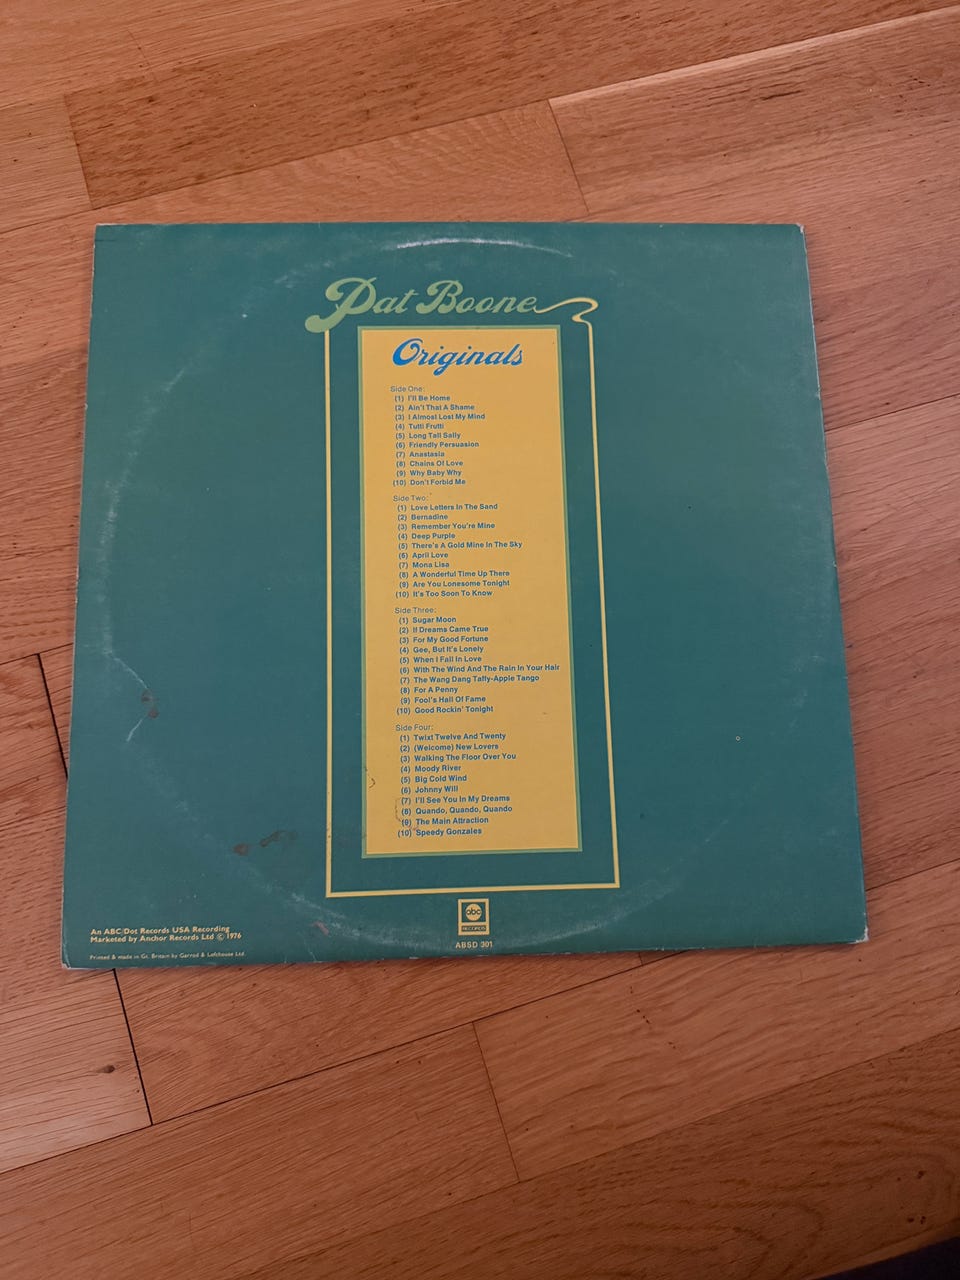 Pat Boone
Originals
Side One:
(1) I'll Be Home
(2) Ain't That A Shame
(3) I Almost Lost My Mind
(4) Tutti Frutti
(5) Long Tall Sally
(6) Friendly Persuasion
(7) Anastasia
(8) Chains Of Love
(9) Why Baby Why
(10) Don't Forbid Me
Side Two:
(1) Love Letters In The Sand
(2) Bernadine
(3) Remember You're Mine
(4) Deep Purple
(5) There's A Gold Mine In The Sky
(6) April Love
(7) Mona Lisa
(8) A Wonderful Time Up There
(9) Are You Lonesome Tonight
(10) It's Too Soon To Know
Side Three:
(1) Sugar Moon
(2) If Dreams Came True
(3) For My Good Fortune
(4) Gee, But It's Lonely
(5) When I Fall In Love
(6) With The Wind And The Rain In Your Hair
(7) The Wang Dang Taffy-Apple Tango
(8) For A Penny
(9) Fool's Hall Of Fame
(10) Good Rockin' Tonight
Side Four:
(1) Twixt Twelve And Twenty
(2) (Welcome) New Lovers
(3) Walking The Floor Over You
(4) Moody River
(5) Big Cold Wind
(6) Johnny Will
(7) I'll See You In My Dreams
(8) Quando, Quando, Quando
(9) The Main Attraction
(10) Speedy Gonzales
abc
RECORDS
ABSD 301
An ABC/Dot Records USA Recording
Marketed by Anchor Records Ltd © 1976
Printed & made in Gt. Britain by Garrod & Lofthouse Ltd.